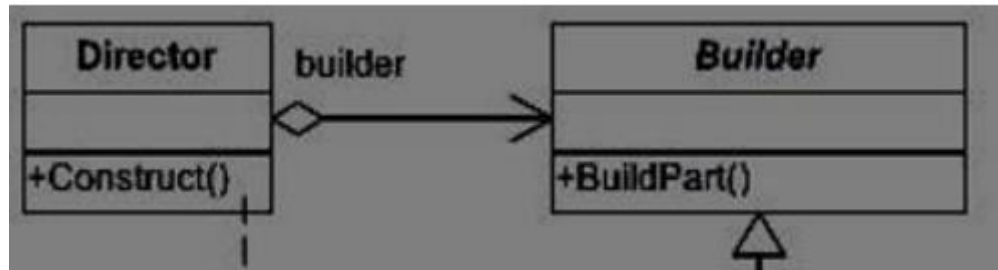 Director
builder
Builder
+Construct()
+BuildPart()